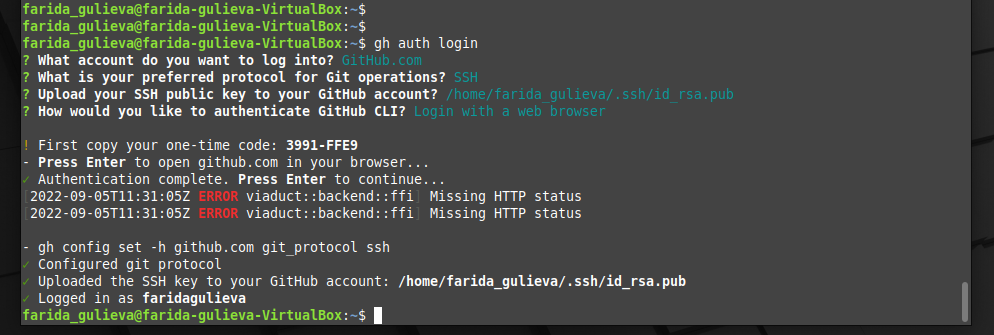 farida_gulieva@farida-gulieva-VirtualBox:~$
farida_gulieva@farida-gulieva-VirtualBox:~$
farida_gulieva@farida-gulieva-VirtualBox:~$ gh auth login
? What account do you want to log into? GitHub.com
? What is your preferred protocol for Git operations? SSH
? Upload your SSH public key to your GitHub account? /home/farida_gulieva/.ssh/id_rsa.pub
? How would you like to authenticate GitHub CLI? Login with a web browser
! First copy your one-time code: 3991-FFE9
- Press Enter to open github.com in your browser...
✓ Authentication complete. Press Enter to continue...
[2022-09-05T11:31:05Z ERROR viaduct::backend::ffi] Missing HTTP status
[2022-09-05T11:31:05Z ERROR viaduct::backend::ffi] Missing HTTP status
- gh config set -h github.com git_protocol ssh
✓ Configured git protocol
✓ Uploaded the SSH key to your GitHub account: /home/farida_gulieva/.ssh/id_rsa.pub
✓ Logged in as faridagulieva
farida_gulieva@farida-gulieva-VirtualBox:~$